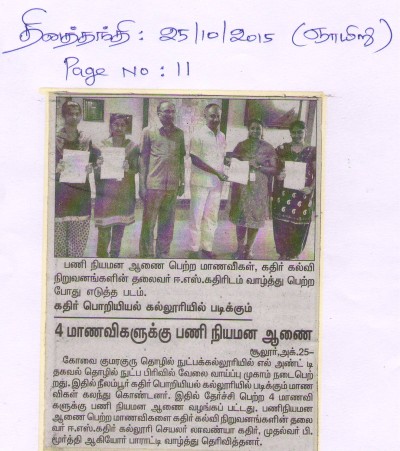 தினத்தந்தி : 25/10/2015 (ஞாயிறு)
Page No : 11
பணி நியமன ஆணை பெற்ற மாணவிகள், கதிர் கல்வி
நிறுவனங்களின் தலைவர் ஈ.எஸ்.கதிரிடம் வாழ்த்து பெற்ற
போது எடுத்த படம்.
கதிர் பொறியியல் கல்லூரியில் படிக்கும்
4 மாணவிகளுக்கு பணி நியமன ஆணை
சூலூர்,அக்.25–
கோவை குமரகுரு தொழில் நுட்பக்கல்லூரியில் எல் அண்ட் டி
தகவல் தொழில் நுட்ப பிரிவில் வேலை வாய்ப்பு முகாம் நடைபெற்
றது. இதில் நீலம்பூர் கதிர் பொறியியல் கல்லூரியில் படிக்கும் மாண
விகள் கலந்து கொண்டனர். இதில் தேர்ச்சி பெற்ற 4 மாணவி
களுக்கு பணி நியமன ஆணை வழங்கப் பட்டது. பணிநியமன
ஆணை பெற்ற மாணவிகளை கதிர் கல்வி நிறுவனங்களின் தலை
வர் ஈ.எஸ்.கதிர் கல்லூரி செயலர் லாவண்யா கதிர், முதல்வர் பி.
மூர்த்தி ஆகியோர் பாராட்டி வாழ்த்து தெரிவித்தனர்.